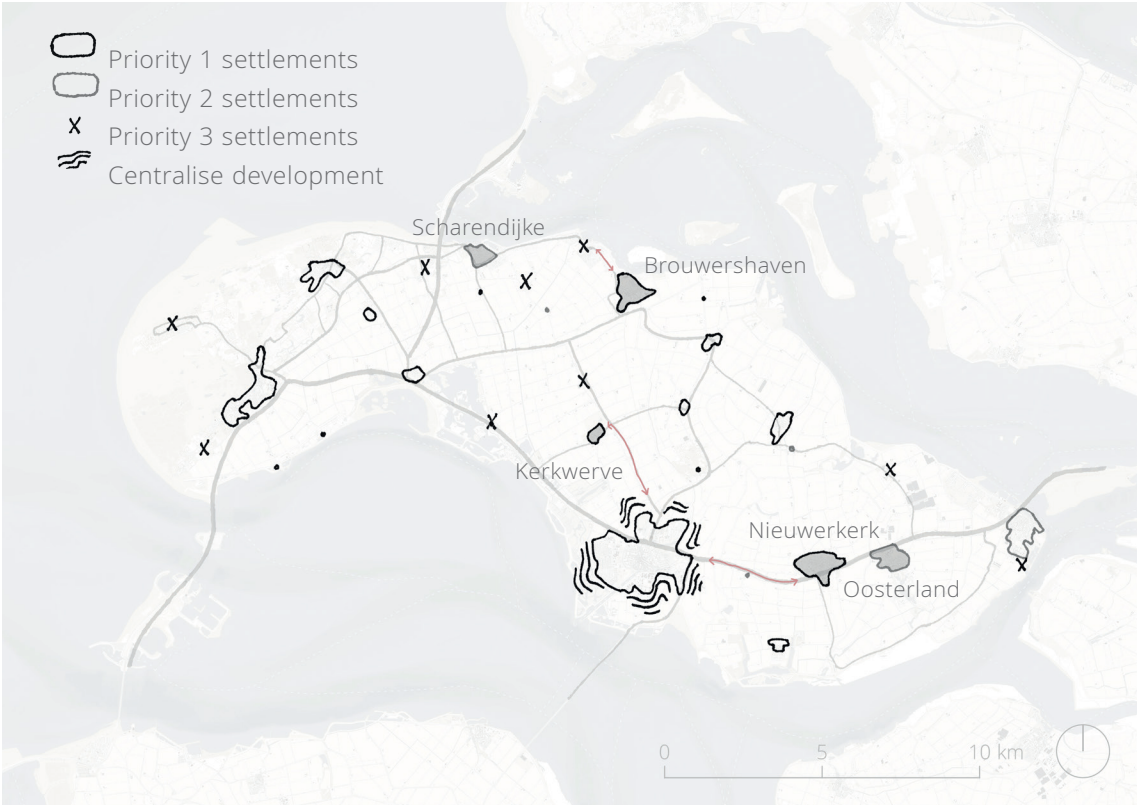 Priority 1 settlements
Priority 2 settlements
X Priority 3 settlements
Centralise development
Scharendijke
Brouwershaven
Kerkwerve
Nieuwerkerk
Oosterland
0 5 10 km